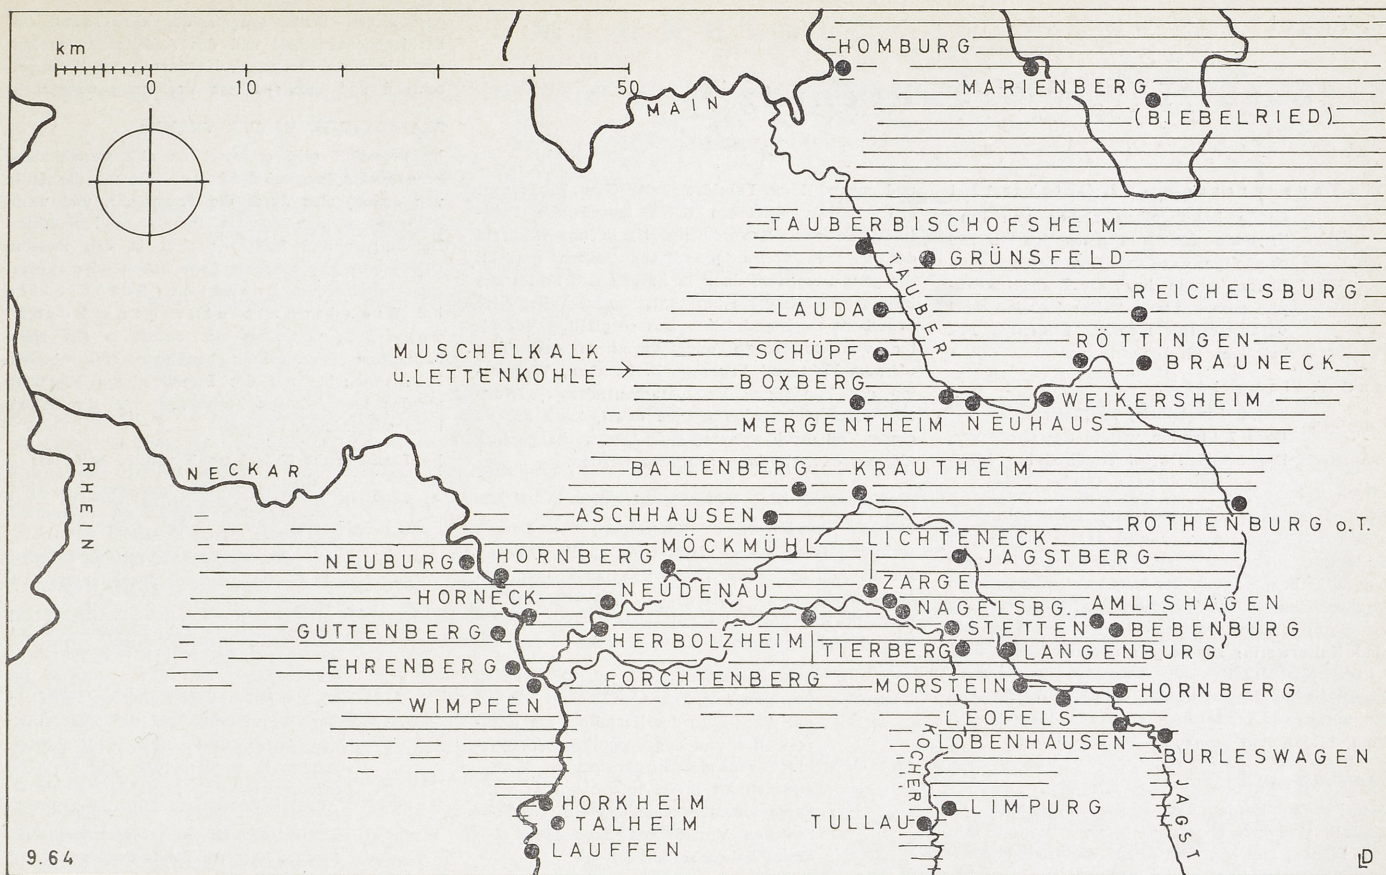 km
0 10 50
MAIN
HOMBURG
MARIENBERG
(BIEBELRIED)
TAUBERBISCHOFSHEIM
GRÜNSFELD
TAUBER
REICHELSBURG
LAUDA
RÖTTINGEN
MUSCHELKALK
u. LETTENKOHLE
SCHÜPF
BRAUNECK
BOXBERG
WEIKERSHEIM
MERGENTHEIM NEUHAUS
RHEIN
NECKAR
BALLENBERG
KRAUTHEIM
ASCHHAUSEN
ROTHENBURG o.T.
LICHTENECK
MÖCKMÜHL
NEUBURG
HORNBERG
JAGSTBERG
ZARGE
NEUDENAU
HORNECK
NAGELSBG.
AMLISHAGEN
GUTTENBERG
HERBOLZHEIM
STETTEN
BEBENBURG
TIERBERG
LANGENBURG
EHRENBERG
FORCHTENBERG
MORSTEIN
HORNBERG
WIMPFEN
LEOFELS
KOCHER
LOBENHAUSEN
BURLESWAGEN
JAGST
HORKHEIM
LIMPURG
TALHEIM
TULLAU
LAUFFEN
9.64
LD